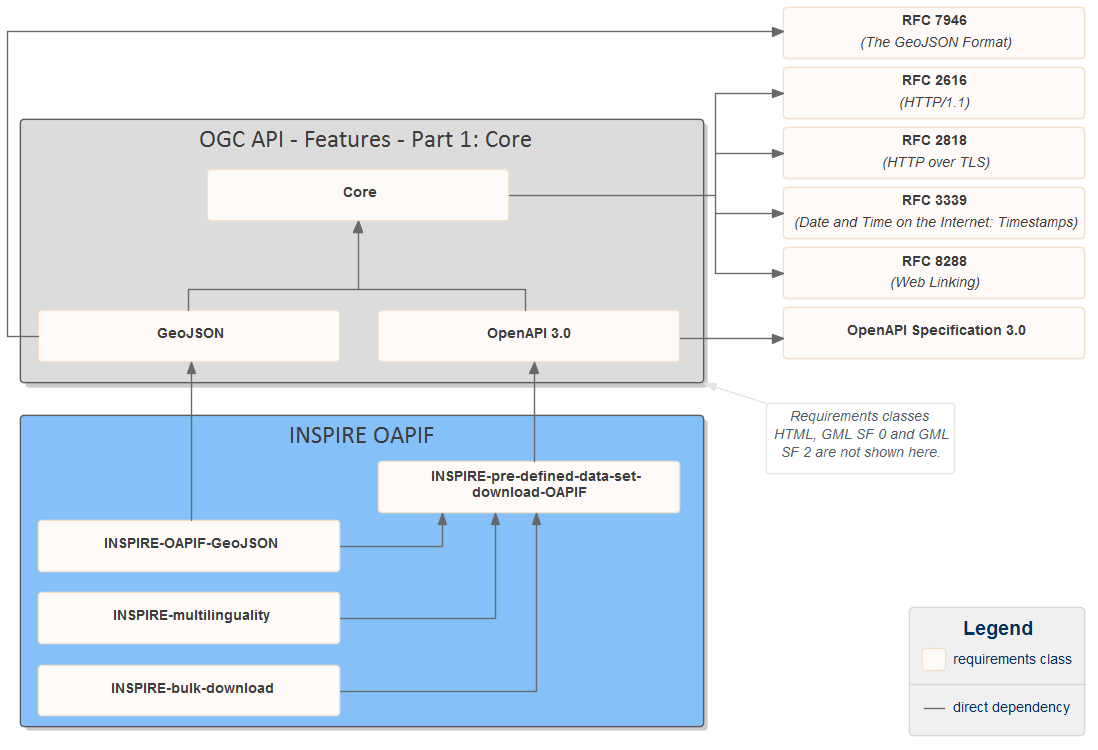 RFC 7946
(The GeoJSON Format)
RFC 2616
(HTTP/1.1)
RFC 2818
(HTTP over TLS)
RFC 3339
(Date and Time on the Internet: Timestamps)
RFC 8288
(Web Linking)
OpenAPI Specification 3.0
OGC API - Features - Part 1: Core
Core
GeoJSON
OpenAPI 3.0
Requirements classes
HTML, GML SF 0 and GML
SF 2 are not shown here.
INSPIRE OAPIF
INSPIRE-pre-defined-data-set-
download-OAPIF
INSPIRE-OAPIF-GeoJSON
INSPIRE-multilinguality
INSPIRE-bulk-download
Legend
requirements class
direct dependency